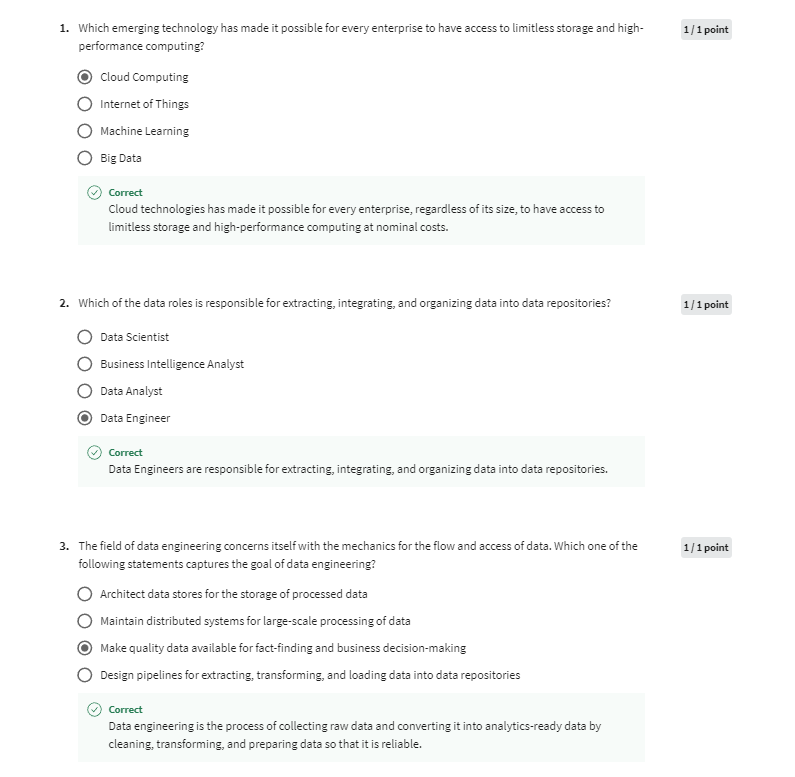 1. Which emerging technology has made it possible for every enterprise to have access to limitless storage and high-
performance computing?
1 / 1 point
Cloud Computing
Internet of Things
Machine Learning
Big Data
Correct
Cloud technologies has made it possible for every enterprise, regardless of its size, to have access to
limitless storage and high-performance computing at nominal costs.
2. Which of the data roles is responsible for extracting, integrating, and organizing data into data repositories?
1 / 1 point
Data Scientist
Business Intelligence Analyst
Data Analyst
Data Engineer
Correct
Data Engineers are responsible for extracting, integrating, and organizing data into data repositories.
3. The field of data engineering concerns itself with the mechanics for the flow and access of data. Which one of the
following statements captures the goal of data engineering?
1 / 1 point
Architect data stores for the storage of processed data
Maintain distributed systems for large-scale processing of data
Make quality data available for fact-finding and business decision-making
Design pipelines for extracting, transforming, and loading data into data repositories
Correct
Data engineering is the process of collecting raw data and converting it into analytics-ready data by
cleaning, transforming, and preparing data so that it is reliable.